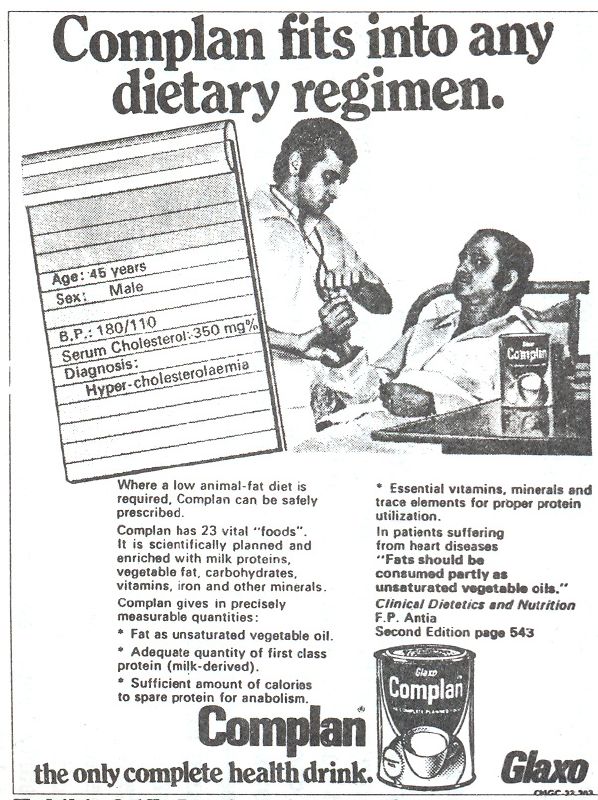 Complan fits into any
dietary regimen.
Age: 45 years
Sex: Male
B.P.: 180/110
Serum Cholesterol: 350 mg%
Diagnosis:
Hyper-cholesterolaemia
Complan
Where a low animal-fat diet is
required, Complan can be safely
prescribed.
Complan has 23 vital "foods".
It is scientifically planned and
enriched with milk proteins,
vegetable fat, carbohydrates,
vitamins, iron and other minerals.
Complan gives in precisely
measurable quantities:
* Fat as unsaturated vegetable oil.
* Adequate quantity of first class
protein (milk-derived).
* Sufficient amount of calories
to spare protein for anabolism.
* Essential vitamins, minerals and
trace elements for proper protein
utilization.
In patients suffering
from heart diseases
"Fats should be
consumed partly as
unsaturated vegetable oils."
Clinical Dietetics and Nutrition
F.P. Antia
Second Edition page 543
Glaxo
Complan
Complan®
the only complete health drink.
Glaxo